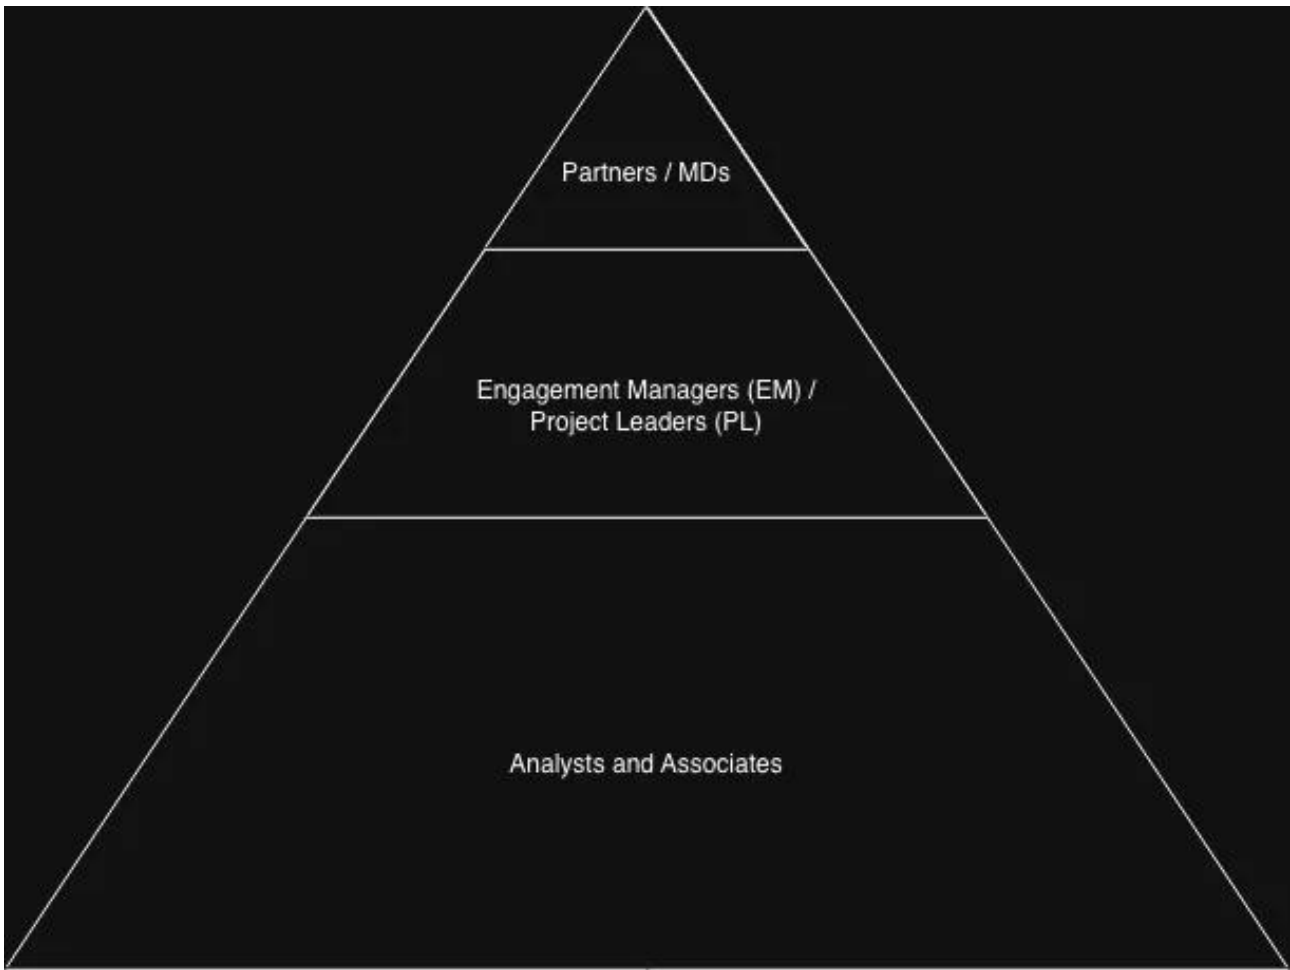 Partners / MDs
Engagement Managers (EM) /
Project Leaders (PL)
Analysts and Associates